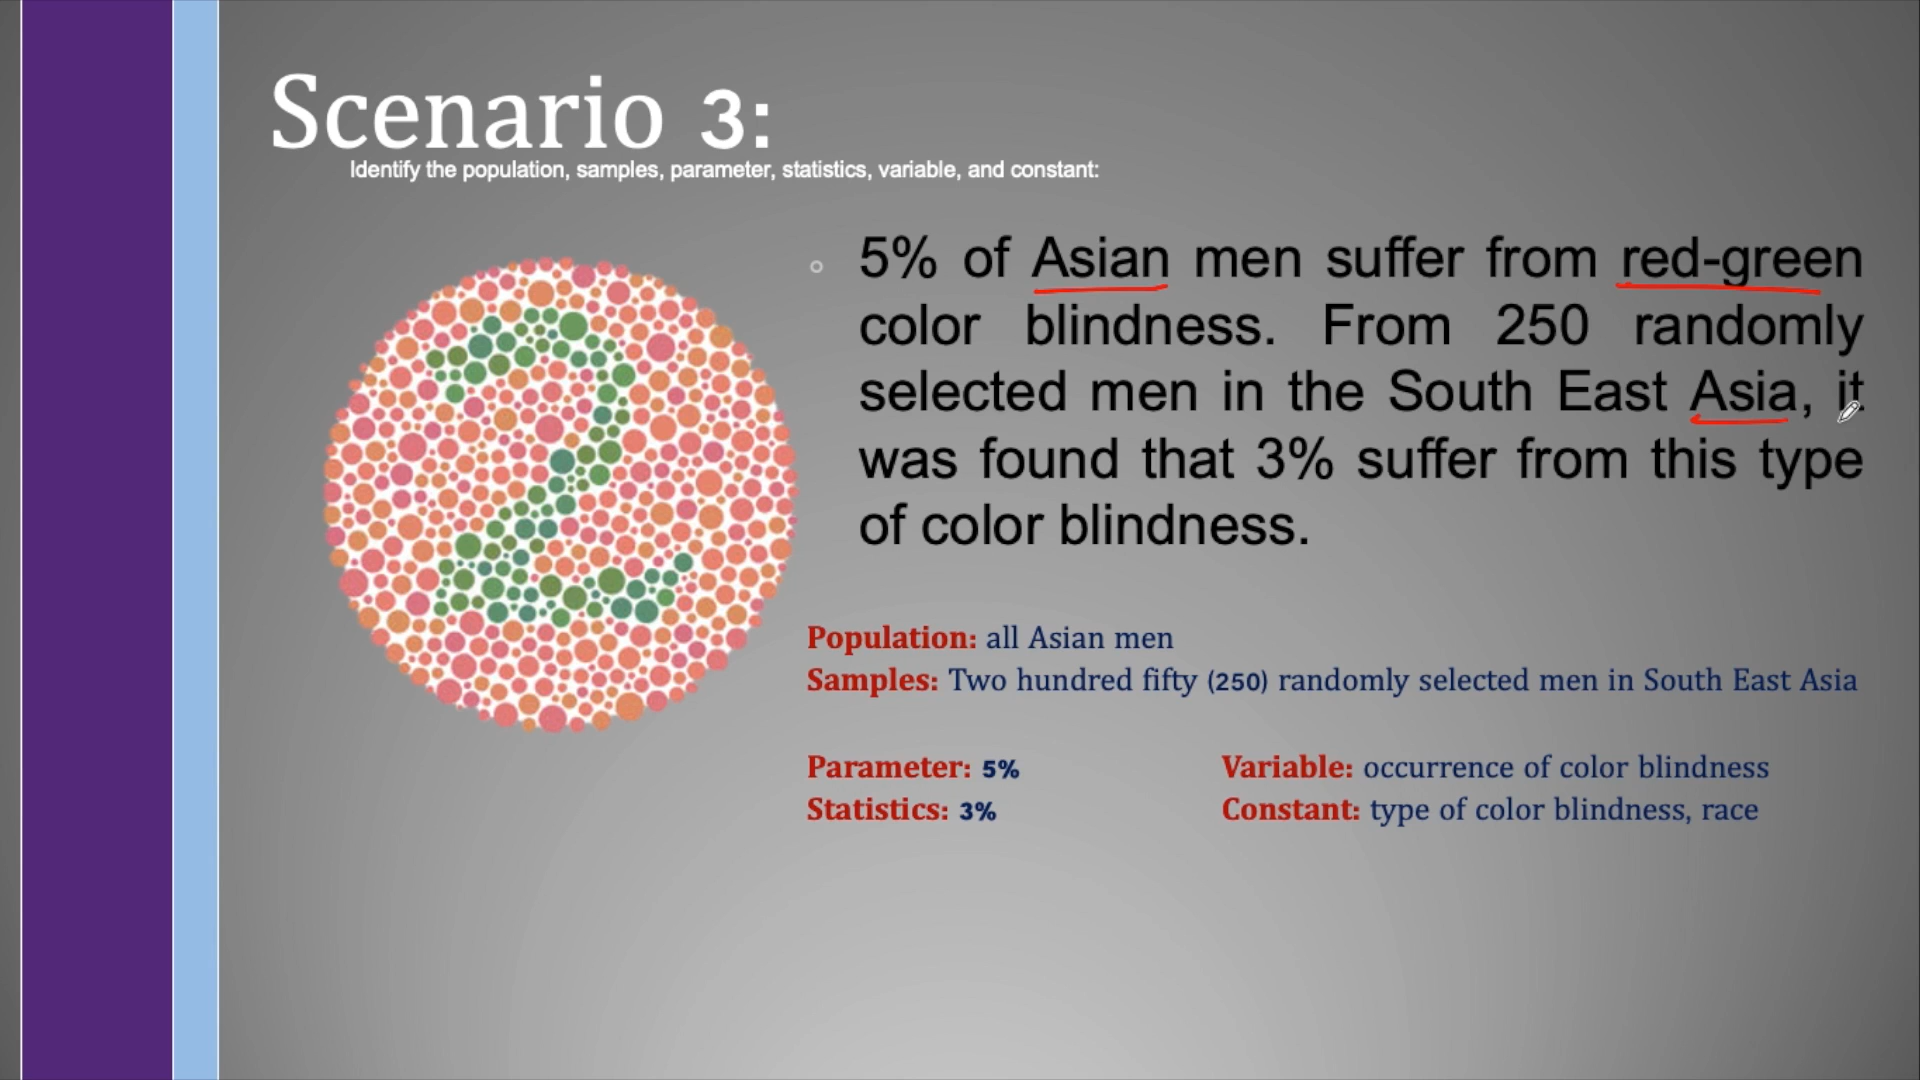 Scenario 3:
Identify the population, samples, parameter, statistics, variable, and constant:
5% of Asian men suffer from red-green
color blindness. From 250 randomly
selected men in the South East Asia, it
was found that 3% suffer from this type
of color blindness.
2
Population: all Asian men
Samples: Two hundred fifty (250) randomly selected men in South East Asia
Parameter: 5%
Statistics: 3%
Variable: occurrence of color blindness
Constant: type of color blindness, race